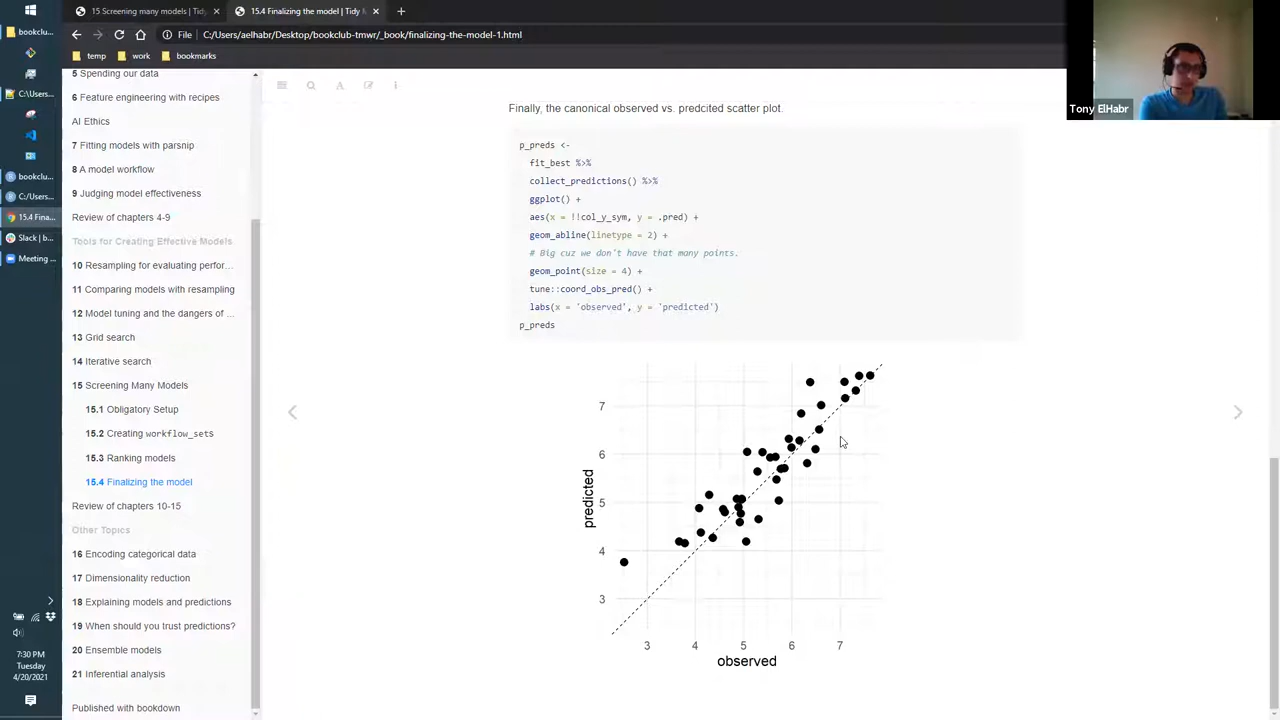 15 Screening many models | Tid
15.4 Finalizing the model | Tidy M
File
C:/Users/aelhabr/Desktop/bookclub-tmwr/_book/finalizing-the-model-1.html
temp
work
bookmarks
bookclu...
C:\Users...
bookclu...
C:/Users...
15.4 Fina...
Slack | b...
Meeting ...
7:30 PM
Tuesday
4/20/2021
5 Spending our data
6 Feature engineering with recipes
AI Ethics
7 Fitting models with parsnip
8 A model workflow
9 Judging model effectiveness
Review of chapters 4-9
Tools for Creating Effective Models
10 Resampling for evaluating perfor...
11 Comparing models with resampling
12 Model tuning and the dangers of ...
13 Grid search
14 Iterative search
15 Screening Many Models
15.1 Obligatory Setup
15.2 Creating workflow_sets
15.3 Ranking models
15.4 Finalizing the model
Review of chapters 10-15
Other Topics
16 Encoding categorical data
17 Dimensionality reduction
18 Explaining models and predictions
19 When should you trust predictions?
20 Ensemble models
21 Inferential analysis
Published with bookdown
Finally, the canonical observed vs. predcited scatter plot.
p_preds <-
fit_best %>%
collect_predictions() %>%
ggplot() +
aes(x = !!col_y_sym, y = .pred) +
geom_abline(linetype = 2) +
# Big cuz we don't have that many points.
geom_point(size = 4) +
tune::coord_obs_pred() +
labs(x = 'observed', y = 'predicted')
p_preds
7
6
5
4
3
predicted
3 4 5 6 7
observed
Tony ElHabr